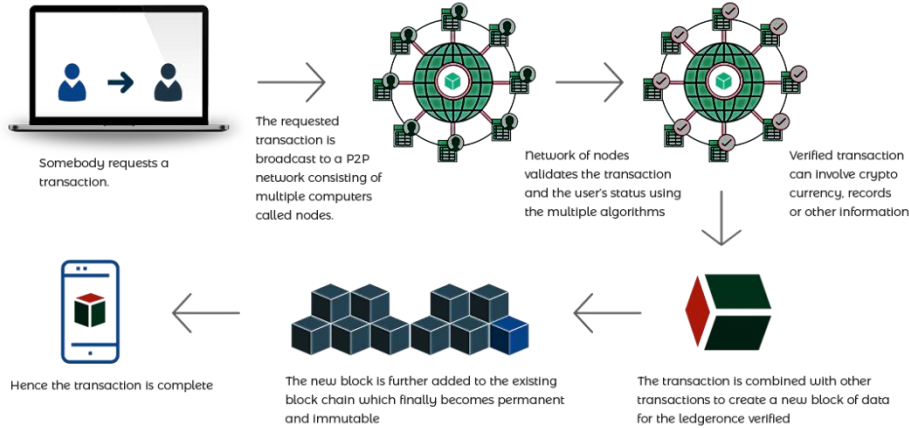 Somebody requests a
transaction.
The requested
transaction is
broadcast to a P2P
network consisting of
multiple computers
called nodes.
Network of nodes
validates the transaction
and the user's status using
the multiple algorithms
Verified transaction
can involve crypto
currency, records
or other information
The transaction is combined with other
transactions to create a new block of data
for the ledgeronce verified
The new block is further added to the existing
block chain which finally becomes permanent
and immutable
Hence the transaction is complete